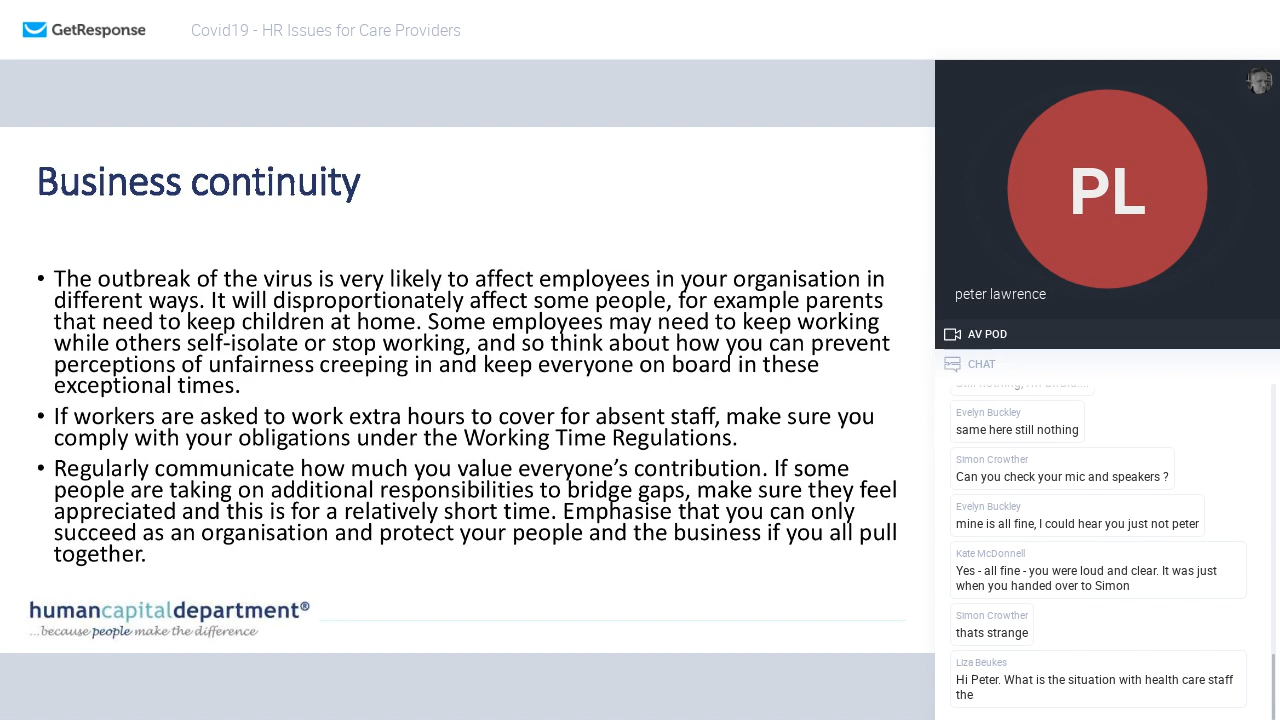 GetResponse
Covid19 - HR Issues for Care Providers
Business continuity
• The outbreak of the virus is very likely to affect employees in your organisation in
different ways. It will disproportionately affect some people, for example parents
that need to keep children at home. Some employees may need to keep working
while others self-isolate or stop working, and so think about how you can prevent
perceptions of unfairness creeping in and keep everyone on board in these
exceptional times.
• If workers are asked to work extra hours to cover for absent staff, make sure you
comply with your obligations under the Working Time Regulations.
• Regularly communicate how much you value everyone’s contribution. If some
people are taking on additional responsibilities to bridge gaps, make sure they feel
appreciated and this is for a relatively short time. Emphasise that you can only
succeed as an organisation and protect your people and the business if you all pull
together.
humancapitaldepartment®
...because people make the difference
PL
peter lawrence
AV POD
CHAT
Evelyn Buckley
same here still nothing
Simon Crowther
Can you check your mic and speakers ?
Evelyn Buckley
mine is all fine, I could hear you just not peter
Kate McDonnell
Yes - all fine - you were loud and clear. It was just
when you handed over to Simon
Simon Crowther
thats strange
Liza Beukes
Hi Peter. What is the situation with health care staff
the